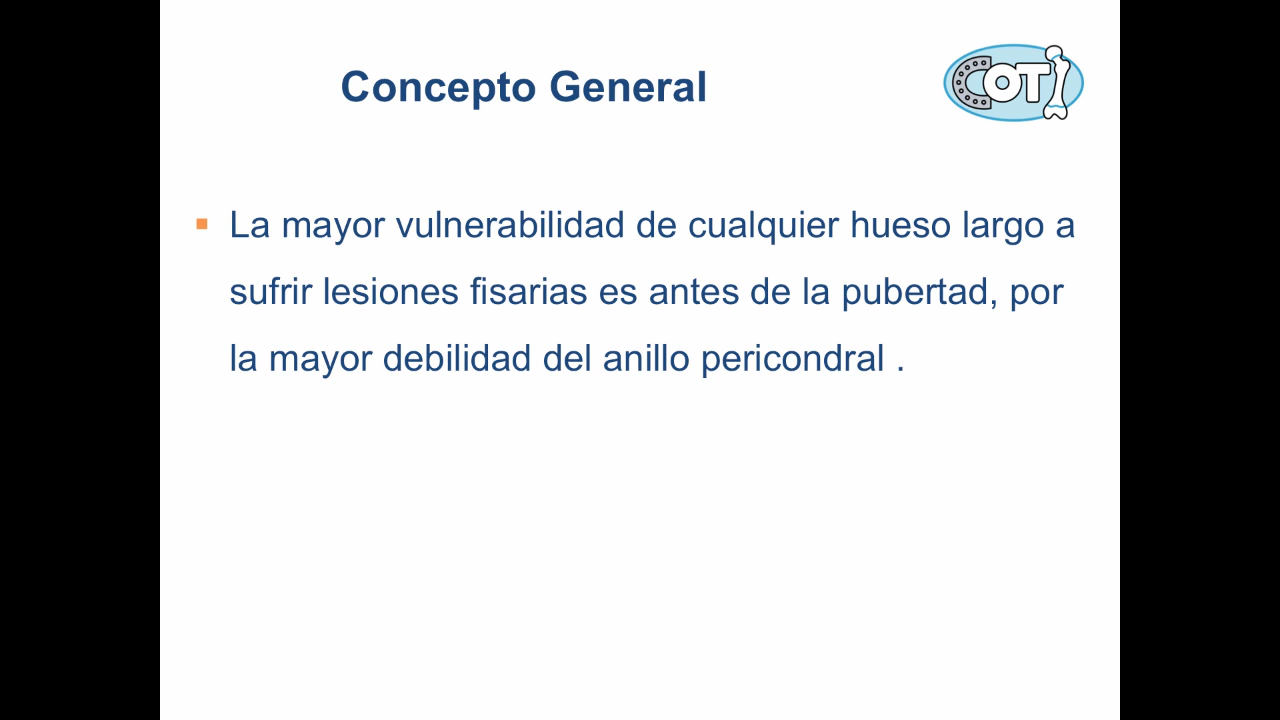 Concepto General
COTI
La mayor vulnerabilidad de cualquier hueso largo a
sufrir lesiones fisarias es antes de la pubertad, por
la mayor debilidad del anillo pericondral .